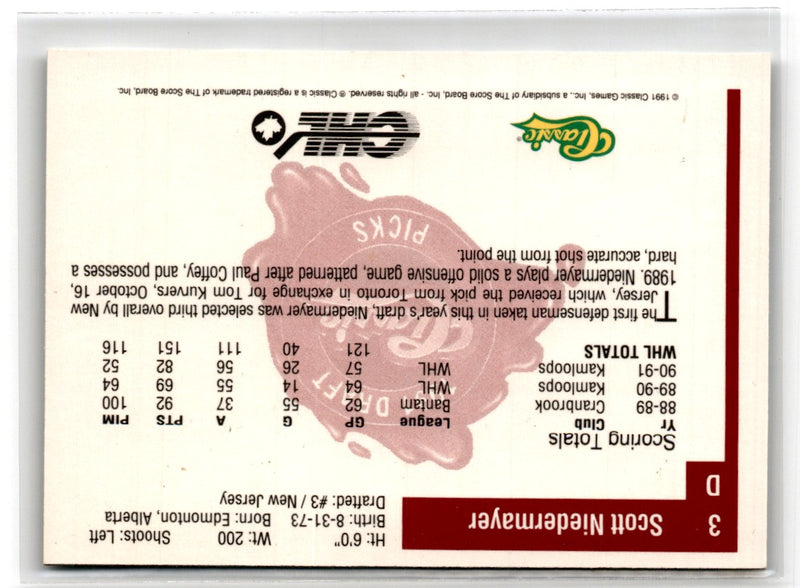 3 Scott Niedermayer
D
Ht: 6'0" Wt: 200 Shoots: Left
Birth: 8-31-73 Born: Edmonton, Alberta
Drafted: #3 / New Jersey
Scoring Totals
Yr Club League GP G A PTS PIM
88-89 Cranbrook Bantam 62 55 37 92 100
89-90 Kamloops WHL 64 14 55 69 64
90-91 Kamloops WHL 57 26 56 82 52
WHL TOTALS 121 40 111 151 116
The first defenseman taken in this year's draft, Niedermayer was selected third overall by New
Jersey, which received the pick from Toronto in exchange for Tom Kurvers, October 16,
1989. Niedermayer plays a solid offensive game, patterned after Paul Coffey, and possesses a
hard, accurate shot from the point.
DRAFT
Classic
PICKS
Classic®
CHL
© 1991 Classic Games, Inc., a subsidiary of The Score Board, Inc. - all rights reserved. ® Classic is a registered trademark of The Score Board, Inc.